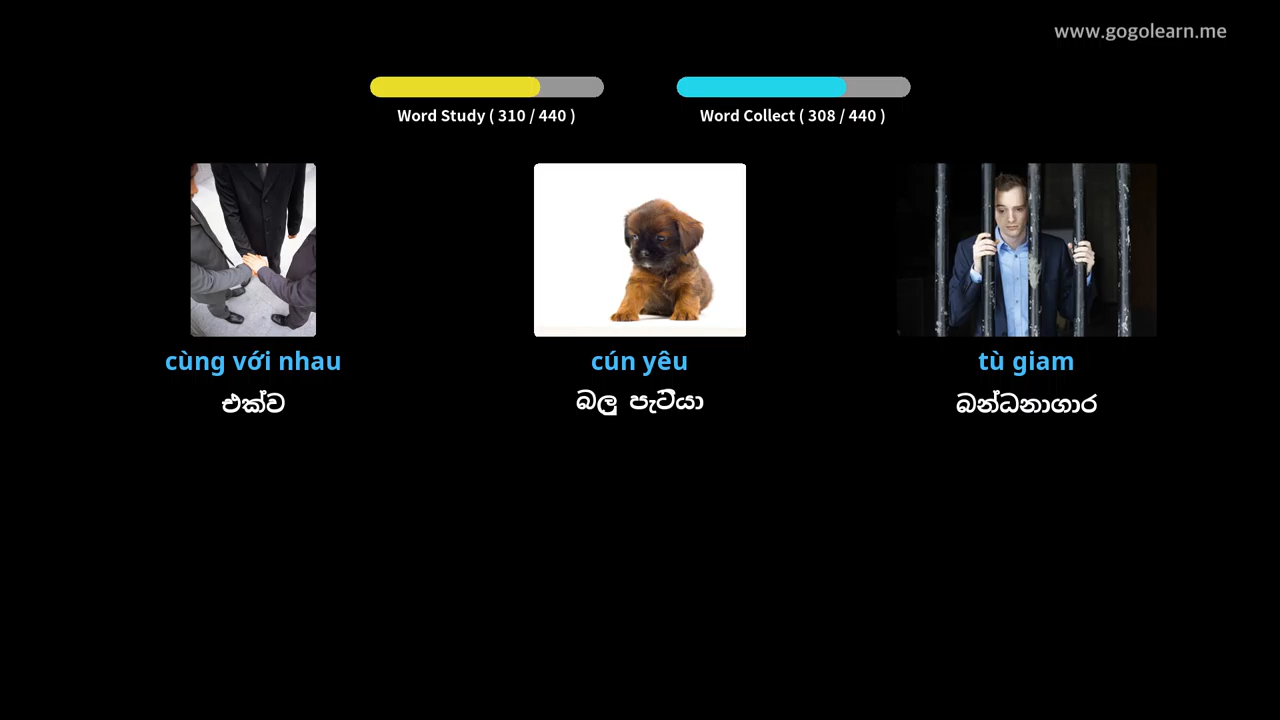 www.gogolearn.me
Word Study ( 310 / 440 )
Word Collect ( 308 / 440 )
cùng với nhau
cún yêu
tù giam
එක්ව
බලු පැටියා
බන්ධනාගාර